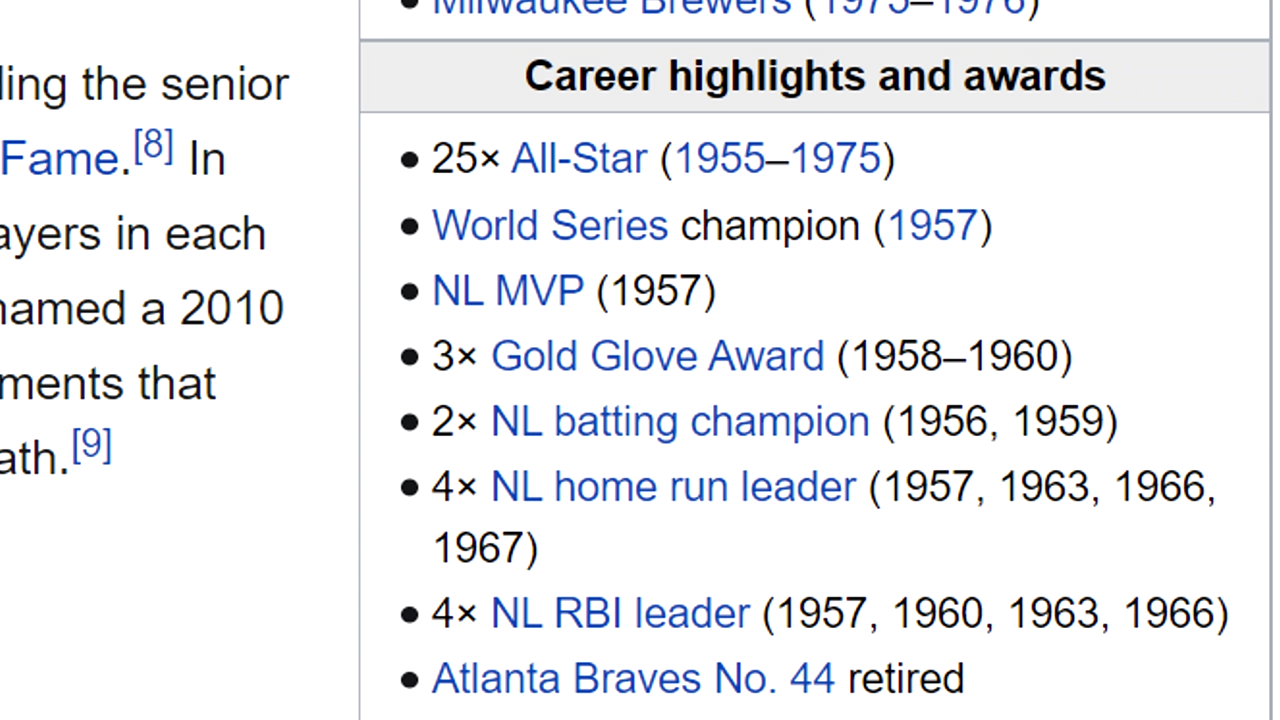 Milwaukee Brewers (1975–1976)
Career highlights and awards
ling the senior
Fame.[8] In
ayers in each
named a 2010
ments that
ath.[9]
• 25× All-Star (1955–1975)
• World Series champion (1957)
• NL MVP (1957)
• 3× Gold Glove Award (1958–1960)
• 2× NL batting champion (1956, 1959)
• 4× NL home run leader (1957, 1963, 1966,
1967)
• 4× NL RBI leader (1957, 1960, 1963, 1966)
• Atlanta Braves No. 44 retired